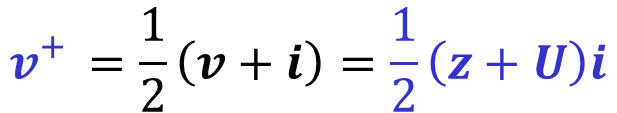 v⁺ = 1/2 (v + i) = 1/2 (z + U)i